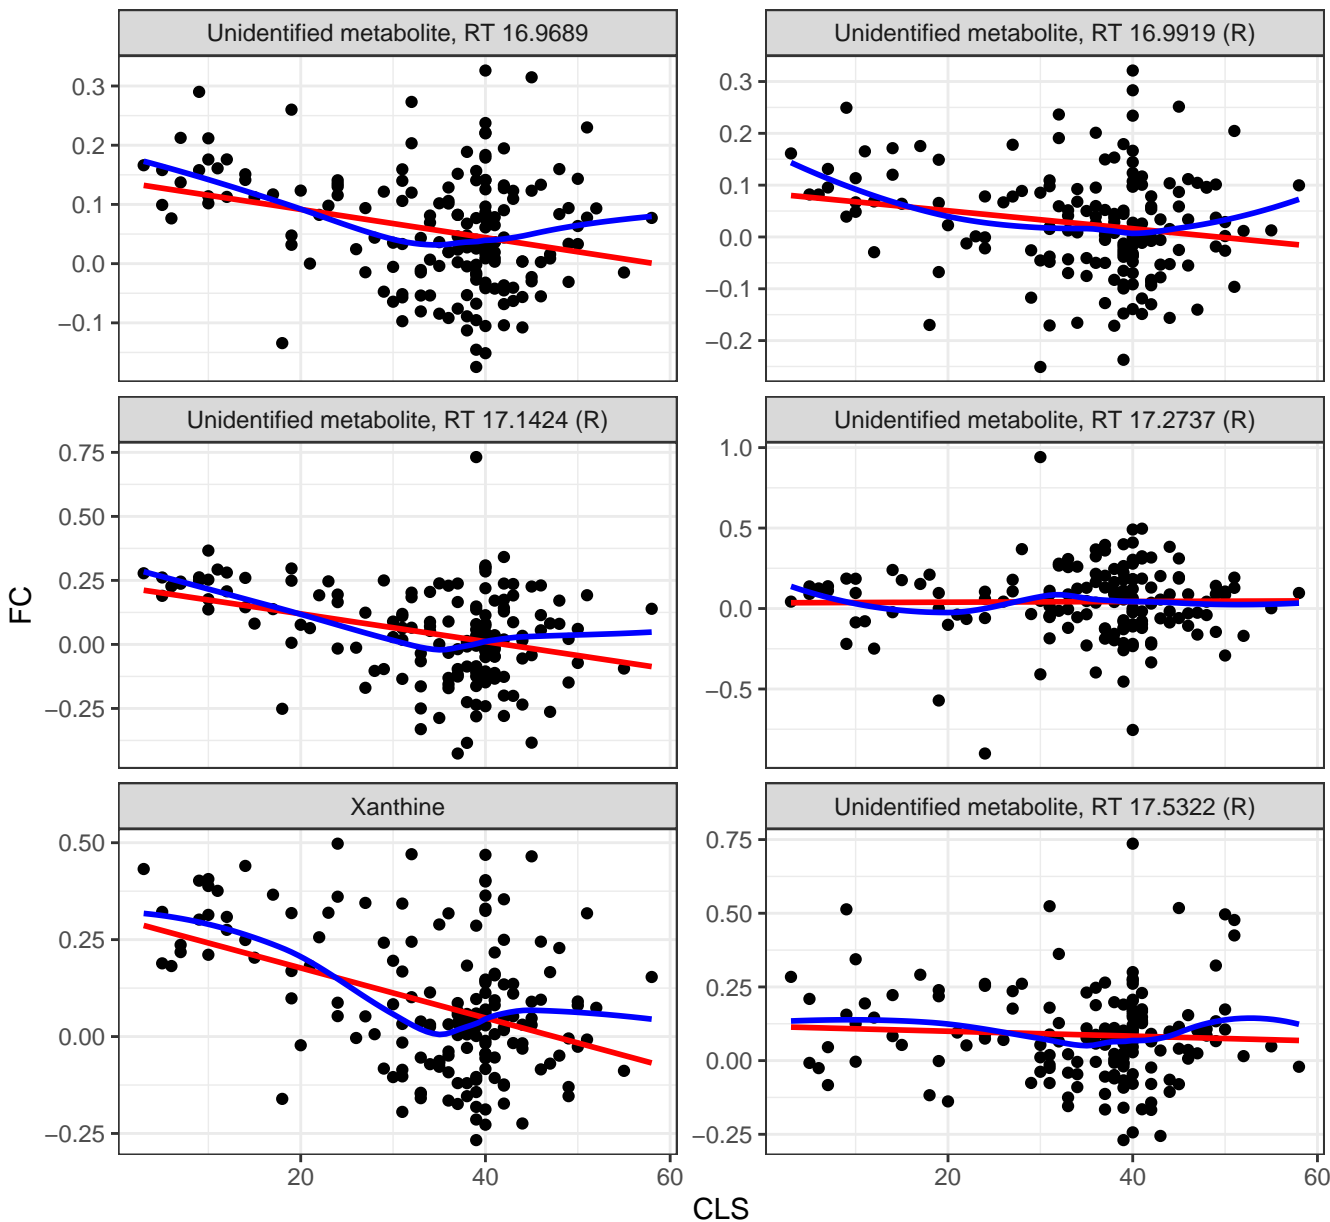 Unidentified metabolite, RT 16.9689
Unidentified metabolite, RT 16.9919 (R)
0.3
0.2
0.1
0.0
−0.1
0.3
0.2
0.1
0.0
−0.1
−0.2
Unidentified metabolite, RT 17.1424 (R)
Unidentified metabolite, RT 17.2737 (R)
0.75
0.50
0.25
0.00
−0.25
1.0
0.5
0.0
−0.5
FC
Xanthine
Unidentified metabolite, RT 17.5322 (R)
0.50
0.25
0.00
−0.25
0.75
0.50
0.25
0.00
−0.25
20 40 60
20 40 60
CLS